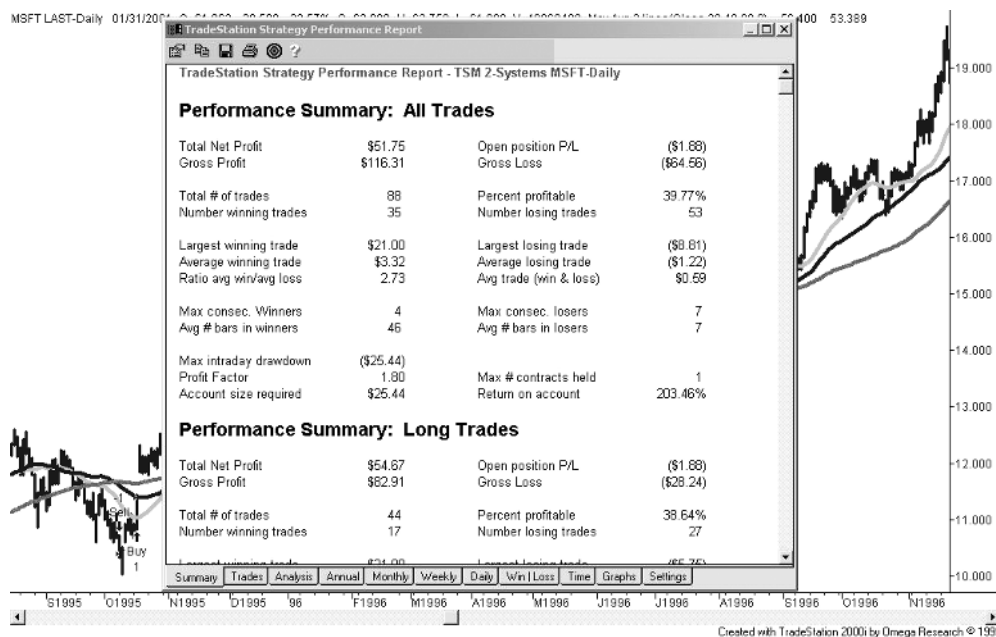 MSFT LAST-Daily 01/31/20
400 53.389
TradeStation Strategy Performance Report
TradeStation Strategy Performance Report - TSM 2-Systems MSFT-Daily
Performance Summary: All Trades
Total Net Profit $51.75 Open position P/L ($1.88)
Gross Profit $116.31 Gross Loss ($64.56)
Total # of trades 88 Percent profitable 39.77%
Number winning trades 35 Number losing trades 53
Largest winning trade $21.00 Largest losing trade ($8.81)
Average winning trade $3.32 Average losing trade ($1.22)
Ratio avg win/avg loss 2.73 Avg trade (win & loss) $0.59
Max consec. Winners 4 Max consec. losers 7
Avg # bars in winners 46 Avg # bars in losers 7
Max intraday drawdown ($25.44)
Profit Factor 1.80 Max # contracts held 1
Account size required $25.44 Return on account 203.46%
Performance Summary: Long Trades
Total Net Profit $54.67 Open position P/L ($1.88)
Gross Profit $82.91 Gross Loss ($28.24)
Total # of trades 44 Percent profitable 38.64%
Number winning trades 17 Number losing trades 27
Summary Trades Analysis Annual Monthly Weekly Daily Win | Loss Time Graphs Settings
19.000
18.000
17.000
16.000
15.000
14.000
13.000
12.000
11.000
10.000
-1
Sell
Buy
1
S1995 O1995 N1995 D1995 96 F1996 M1996 A1996 M1996 J1996 J1996 A1996 S1996 O1996 N1996
Created with TradeStation 2000i by Omega Research © 199